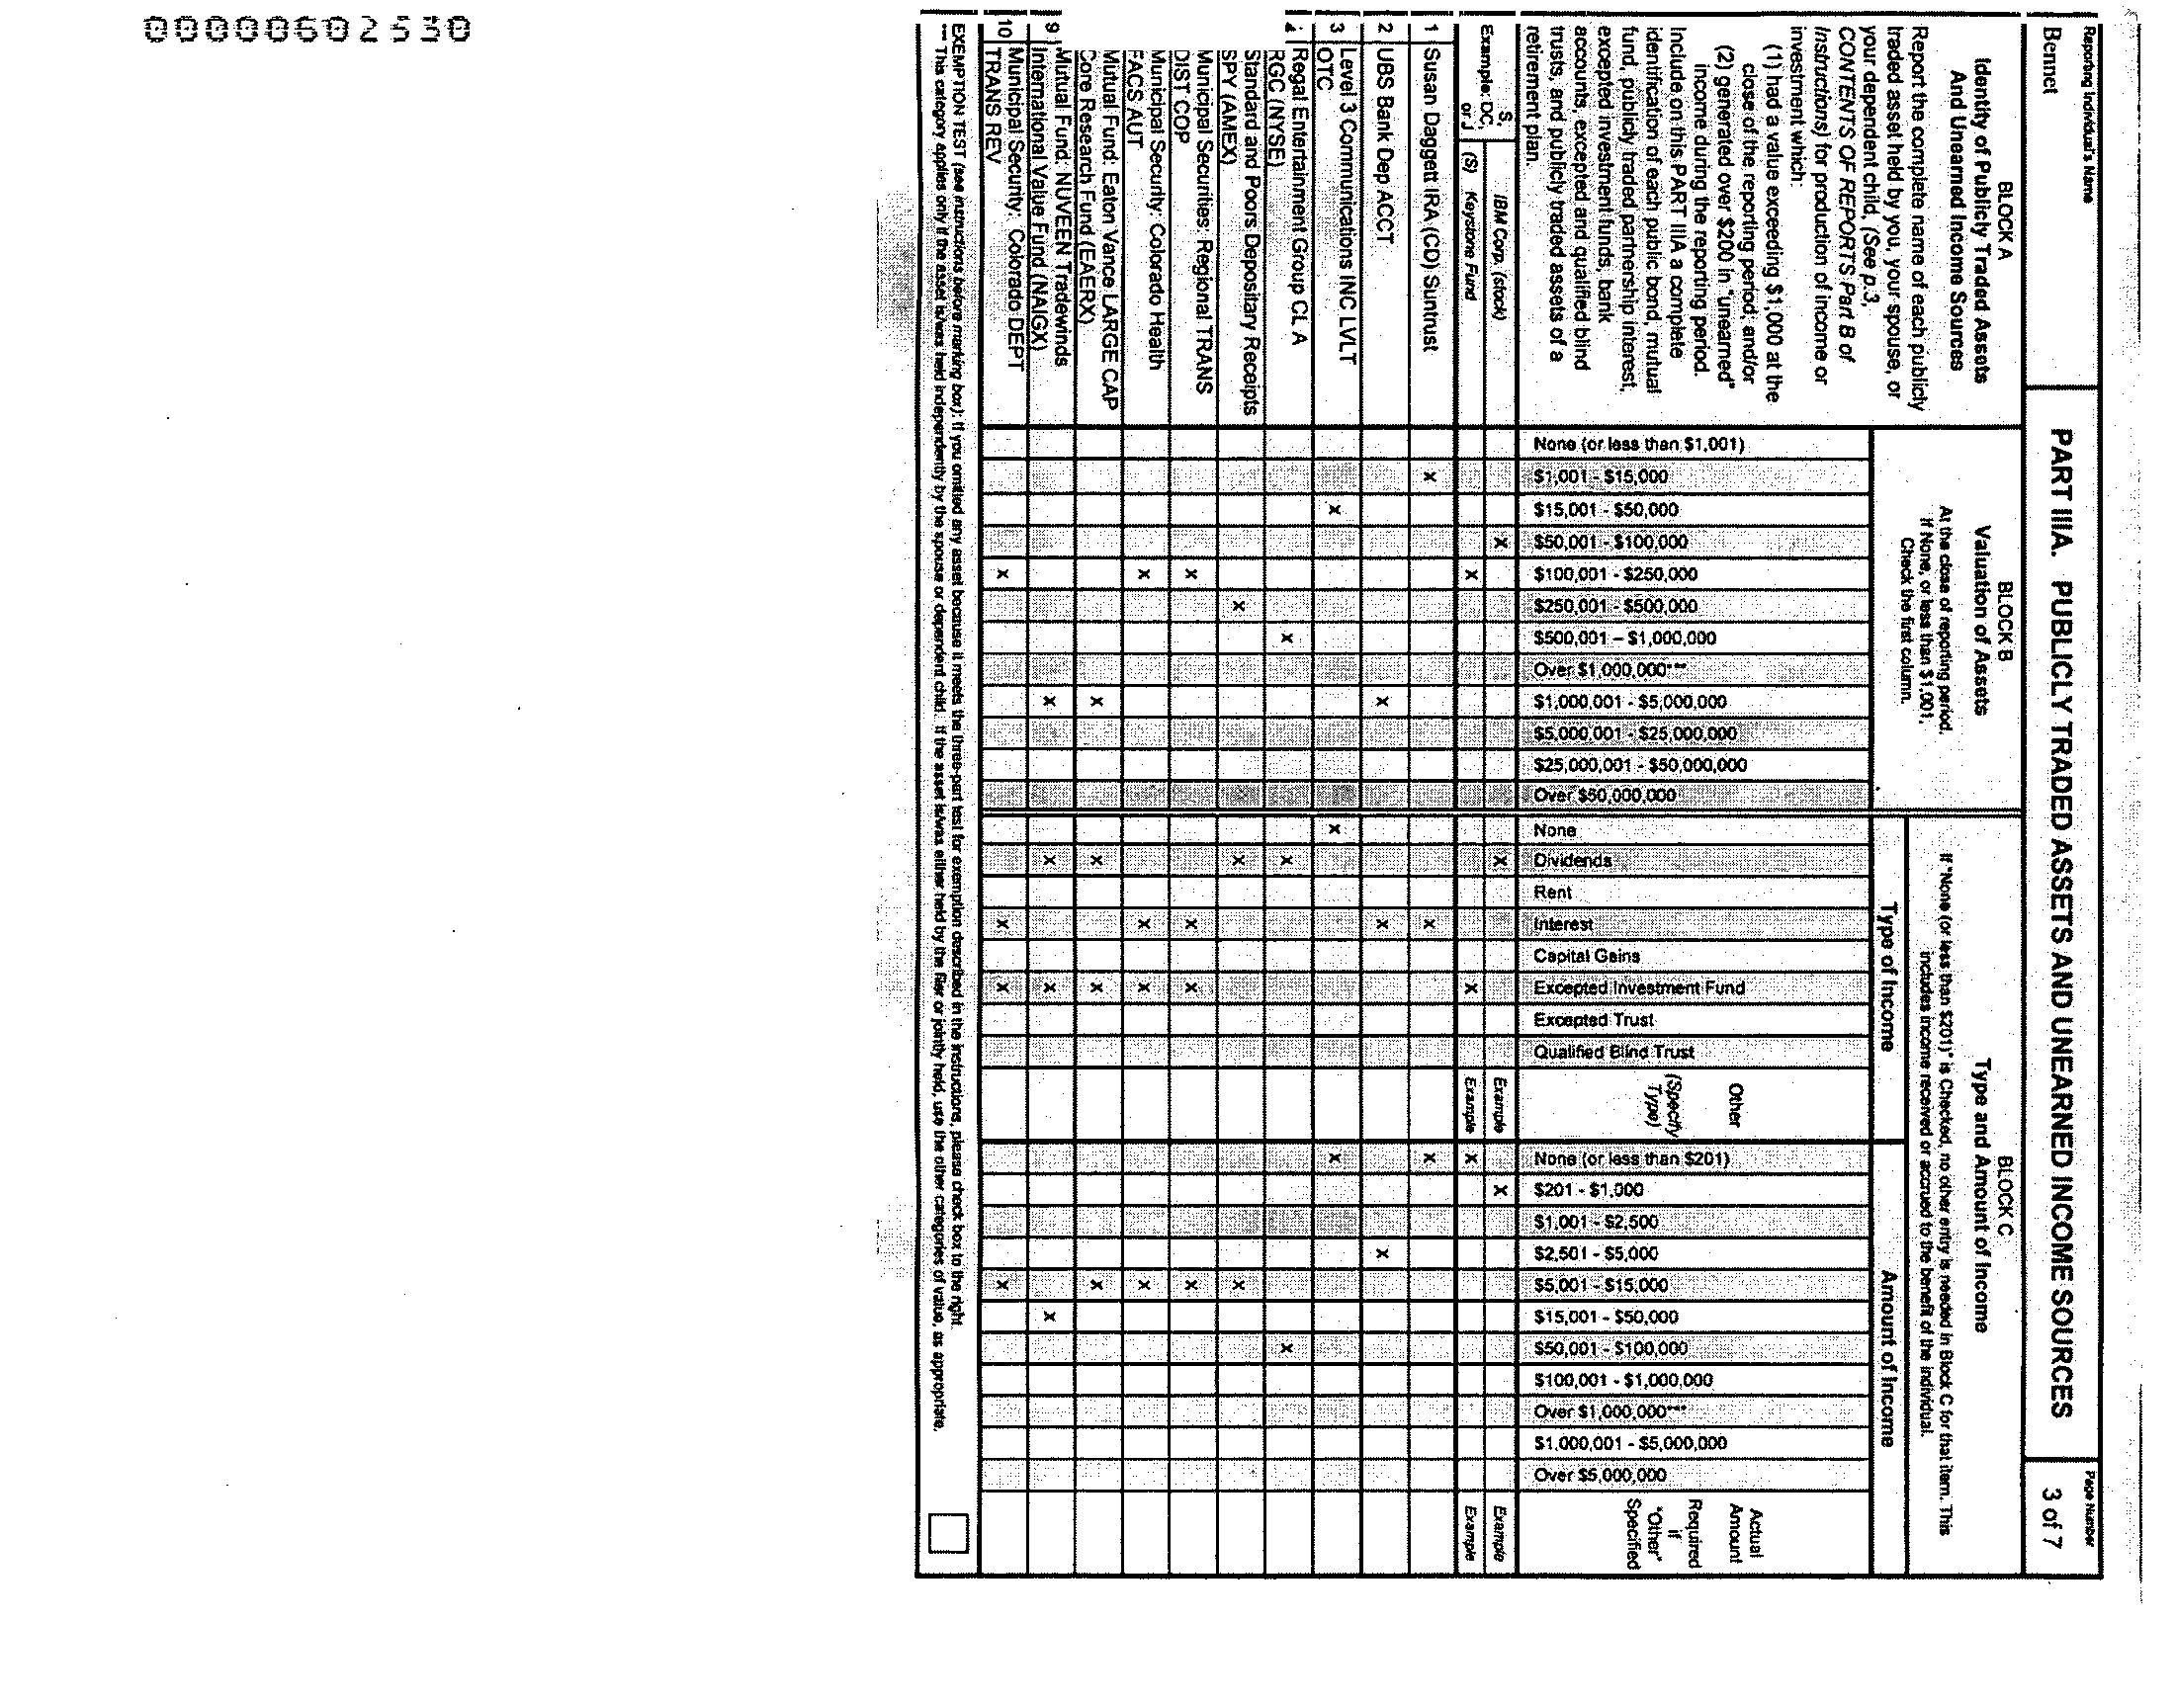 00000602530
Reporting Individual's Name
Bennet
PART IIIA. PUBLICLY TRADED ASSETS AND UNEARNED INCOME SOURCES
Page Number
3 of 7
BLOCK A
Identity of Publicly Traded Assets
And Unearned Income Sources
Report the complete name of each publicly
traded asset held by you, your spouse, or
your dependent child, (See p.3,
CONTENTS OF REPORTS Part B of
Instructions) for production of income or
investment which:
(1) had a value exceeding $1,000 at the
close of the reporting period; and/or
(2) generated over $200 in "unearned"
income during the reporting period.
Include on this PART IIIA a complete
identification of each public bond, mutual
fund, publicly traded partnership interest,
excepted investment funds, bank
accounts, excepted and qualified blind
trusts, and publicly traded assets of a
retirement plan.
BLOCK B
Valuation of Assets
At the close of reporting period.
If None, or less than $1,001,
Check the first column.
BLOCK C
Type and Amount of Income
If "None (or less than $201)" is Checked, no other entry is needed in Block C for that item. This
includes income received or accrued to the benefit of the individual.
Type of Income
Amount of Income
None (or less than $1,001)
$1,001 - $15,000
$15,001 - $50,000
$50,001 - $100,000
$100,001 - $250,000
$250,001 - $500,000
$500,001 – $1,000,000
Over $1,000,000***
$1,000,001 - $5,000,000
$5,000,001 - $25,000,000
$25,000,001 - $50,000,000
Over $50,000,000
None
Dividends
Rent
Interest
Capital Gains
Excepted Investment Fund
Excepted Trust
Qualified Blind Trust
Other
(Specify
Type)
None (or less than $201)
$201 - $1,000
$1,001 - $2,500
$2,501 - $5,000
$5,001 - $15,000
$15,001 - $50,000
$50,001 - $100,000
$100,001 - $1,000,000
Over $1,000,000***
$1,000,001 - $5,000,000
Over $5,000,000
Actual
Amount
Required
if
"Other"
Specified
S,
Example: DC,
or J
IBM Corp. (stock) X X Example X Example
(S) Keystone Fund X X Example X Example
1 Susan Daggett IRA (CD) Suntrust X X X
2 UBS Bank Dep ACCT X X X
3 Level 3 Communications INC LVLT
OTC X X X
Regal Entertainment Group CL A
RGC (NYSE) X X X
Standard and Poors Depositary Receipts
SPY (AMEX) X X X
Municipal Securities: Regional TRANS
DIST COP X X X X
Municipal Security: Colorado Health
FACS AUT X X X X
Mutual Fund: Eaton Vance LARGE CAP
Core Research Fund (EAERX) X X X X
9 Mutual Fund: NUVEEN Tradewinds
International Value Fund (NAIGX) X X X X
10 Municipal Security: Colorado DEPT
TRANS REV X X X X
EXEMPTION TEST (see instructions before marking box): If you omitted any asset because it meets the three-part test for exemption described in the instructions, please check box to the right.
*** This category applies only if the asset is/was held independently by the spouse or dependent child. If the asset is/was either held by the filer or jointly held, use the other categories of value, as appropriate.